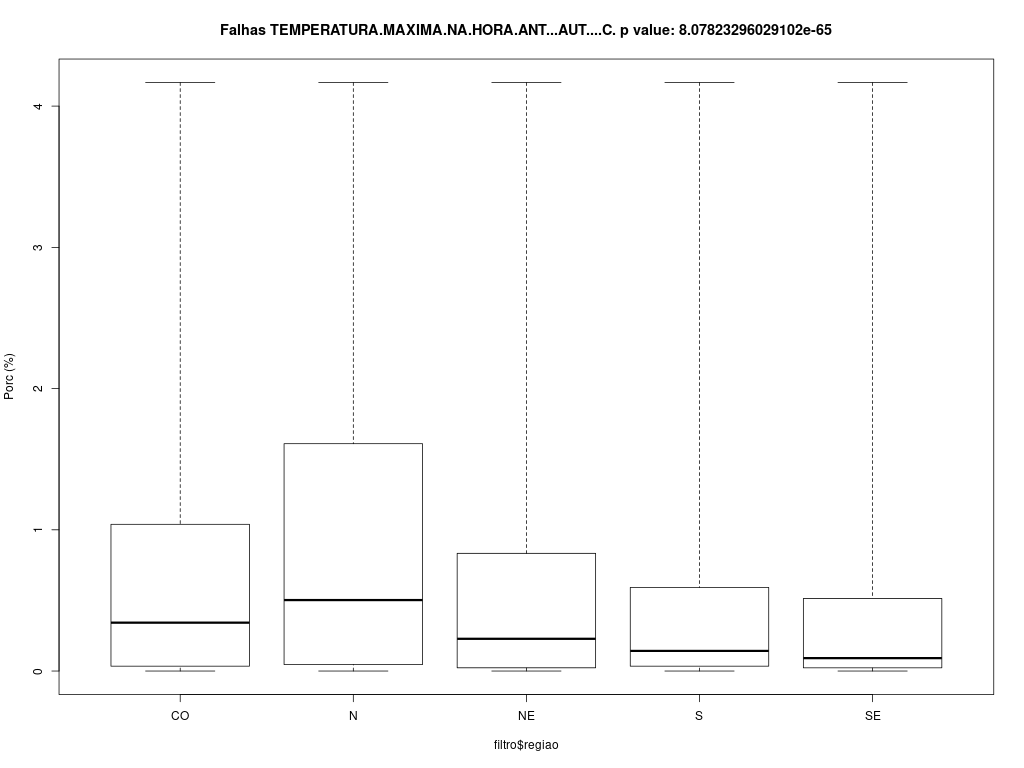 Falhas TEMPERATURA.MAXIMA.NA.HORA.ANT...AUT....C. p value: 8.07823296029102e-65
Porc (%)
4
3
2
1
0
CO N NE S SE
filtro$regiao